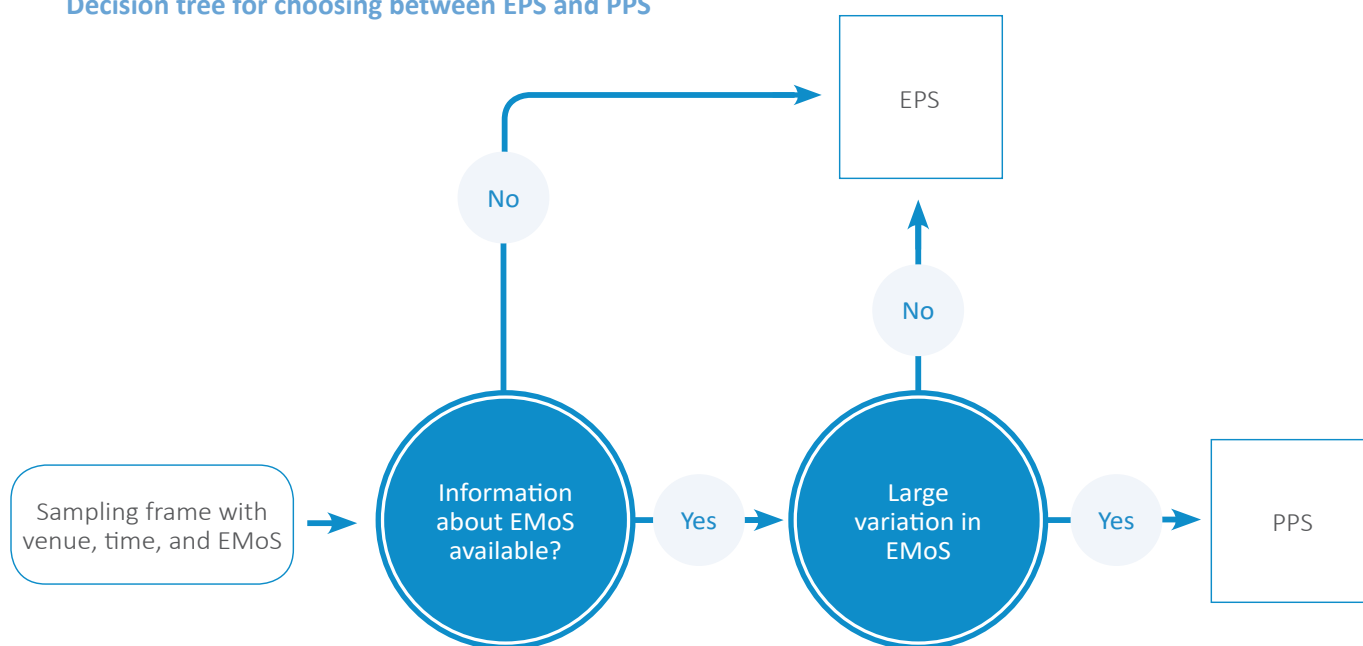 Decision tree for choosing between EPS and PPS
EPS
No
No
Sampling frame with
venue, time, and EMoS
Information
about EMoS
available?
Yes
Large
variation in
EMoS
Yes
PPS